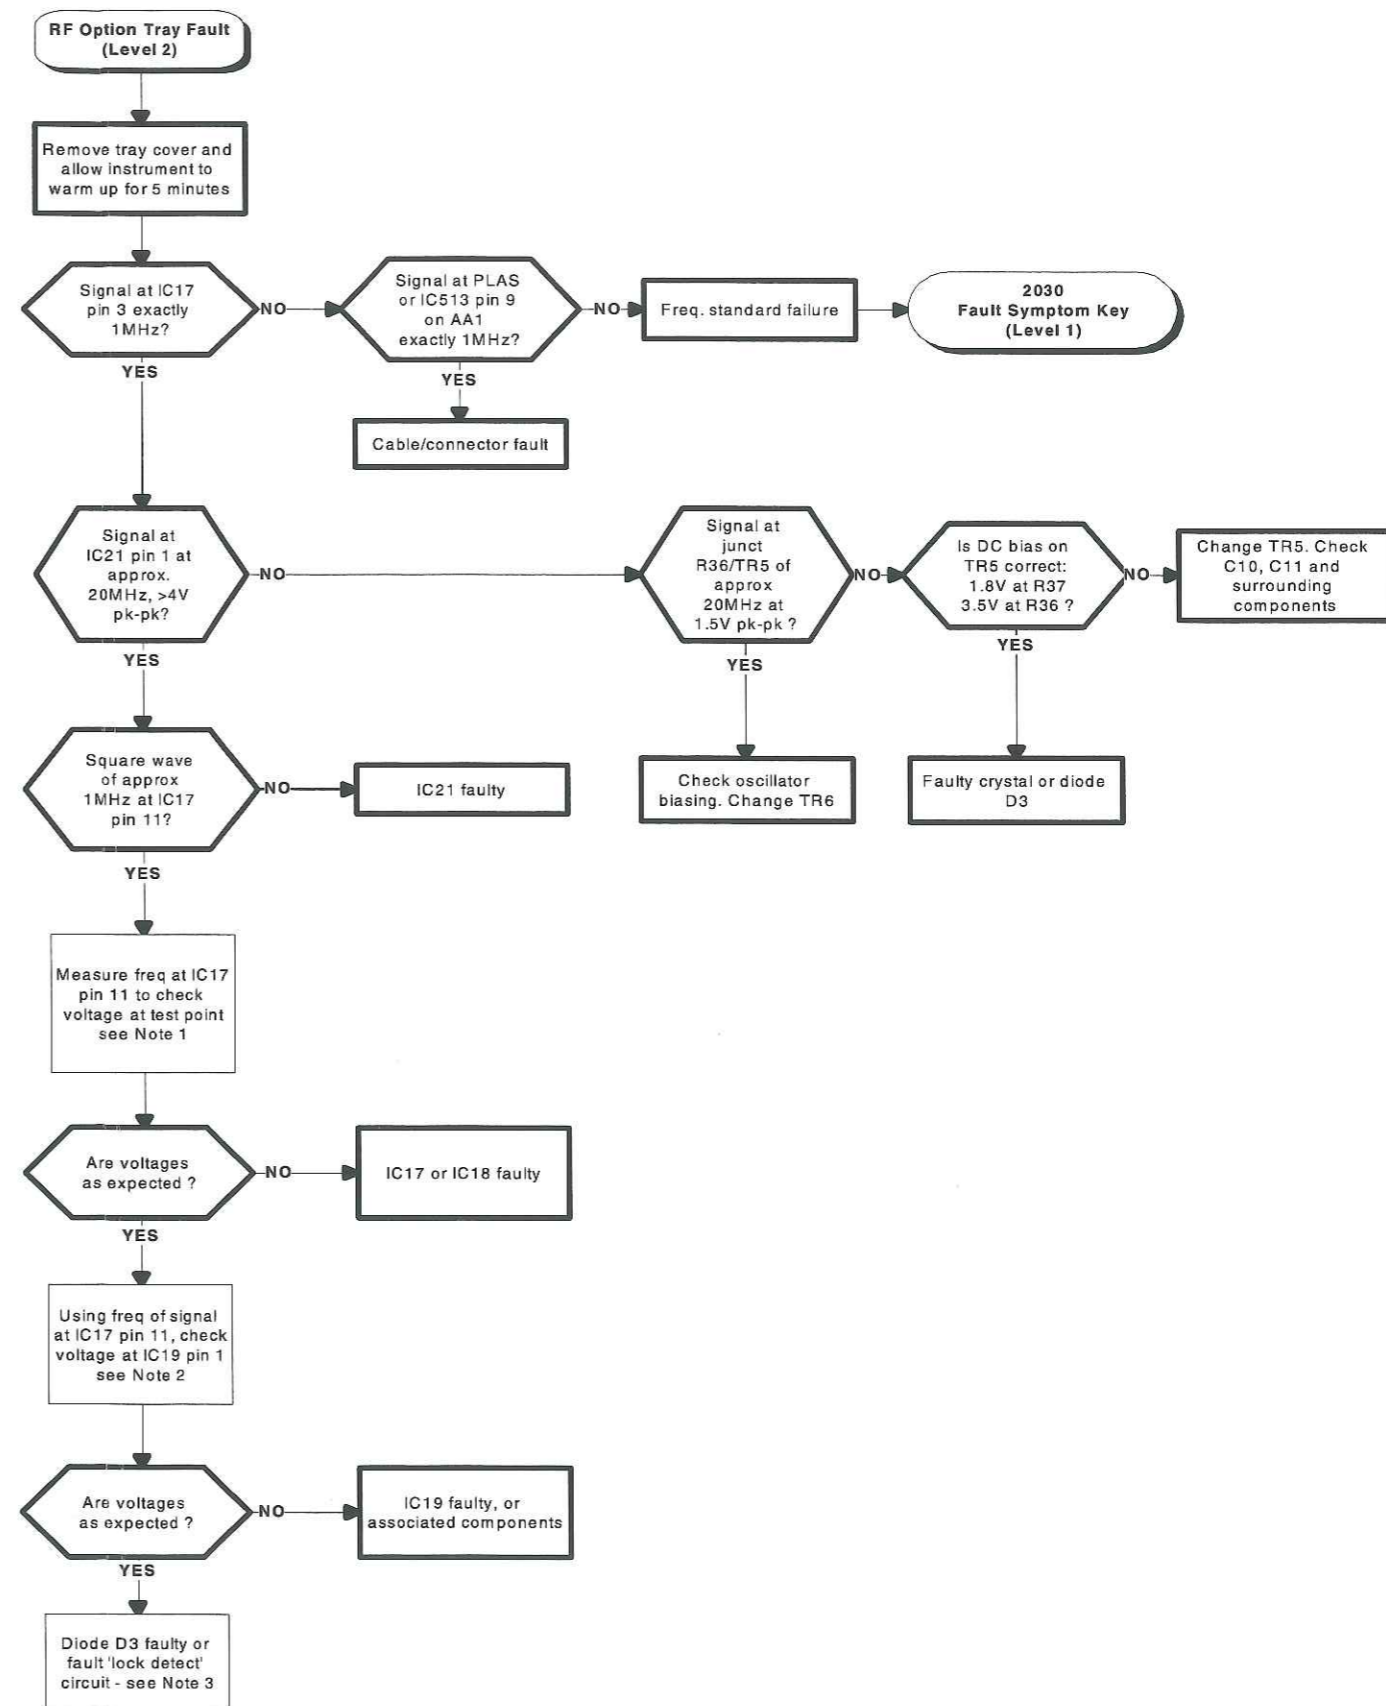 RF Option Tray Fault
(Level 2)
Remove tray cover and
allow instrument to
warm up for 5 minutes
Signal at IC17
pin 3 exactly
1MHz?
NO
Signal at PLAS
or IC513 pin 9
on AA1
exactly 1MHz?
NO
Freq. standard failure
2030
Fault Symptom Key
(Level 1)
YES
YES
Cable/connector fault
Signal at
IC21 pin 1 at
approx.
20MHz, >4V
pk-pk?
NO
Signal at
junct
R36/TR5 of
approx
20MHz at
1.5V pk-pk ?
NO
Is DC bias on
TR5 correct:
1.8V at R37
3.5V at R36 ?
NO
Change TR5. Check
C10, C11 and
surrounding
components
YES
YES
YES
Check oscillator
biasing. Change TR6
Faulty crystal or diode
D3
Square wave
of approx
1MHz at IC17
pin 11?
NO
IC21 faulty
YES
Measure freq at IC17
pin 11 to check
voltage at test point
see Note 1
Are voltages
as expected ?
NO
IC17 or IC18 faulty
YES
Using freq of signal
at IC17 pin 11, check
voltage at IC19 pin 1
see Note 2
Are voltages
as expected ?
NO
IC19 faulty, or
associated components
YES
Diode D3 faulty or
fault 'lock detect'
circuit - see Note 3